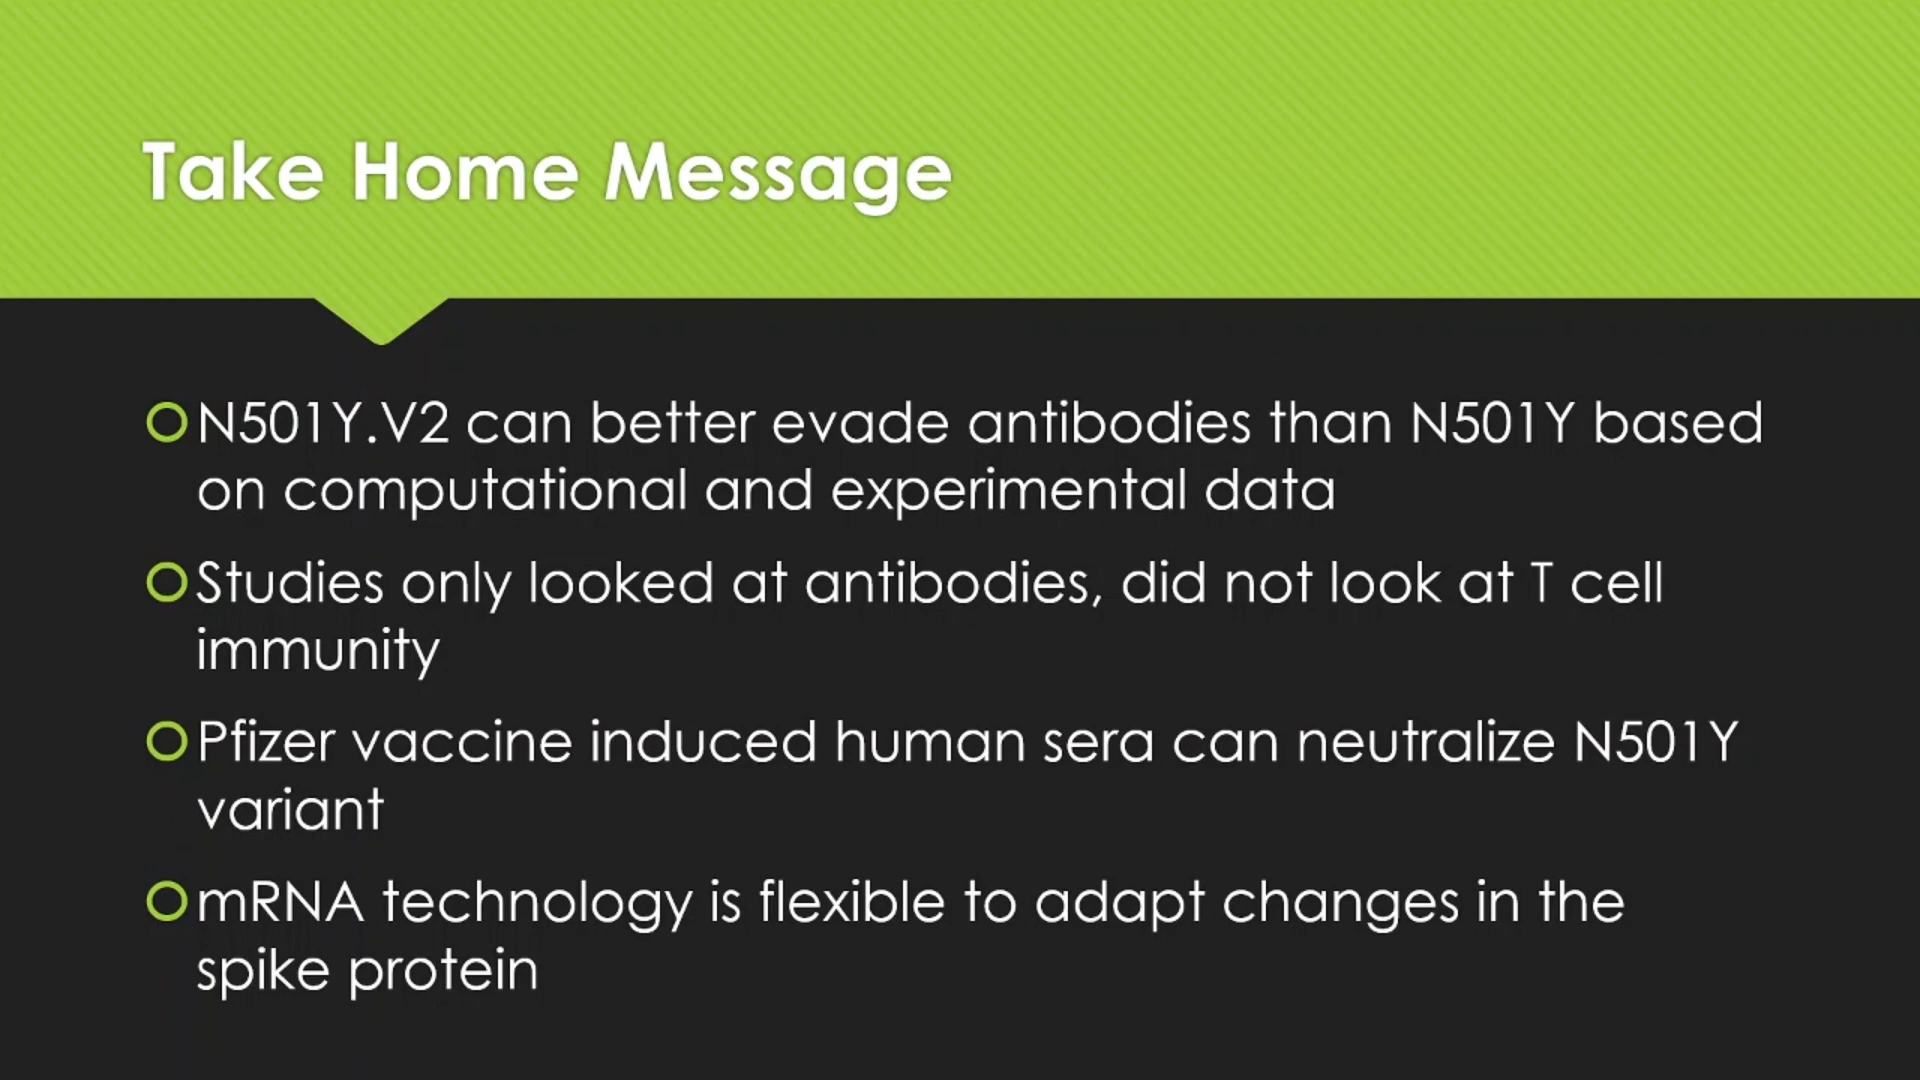 Take Home Message
N501Y.V2 can better evade antibodies than N501Y based
on computational and experimental data
Studies only looked at antibodies, did not look at T cell
immunity
Pfizer vaccine induced human sera can neutralize N501Y
variant
mRNA technology is flexible to adapt changes in the
spike protein